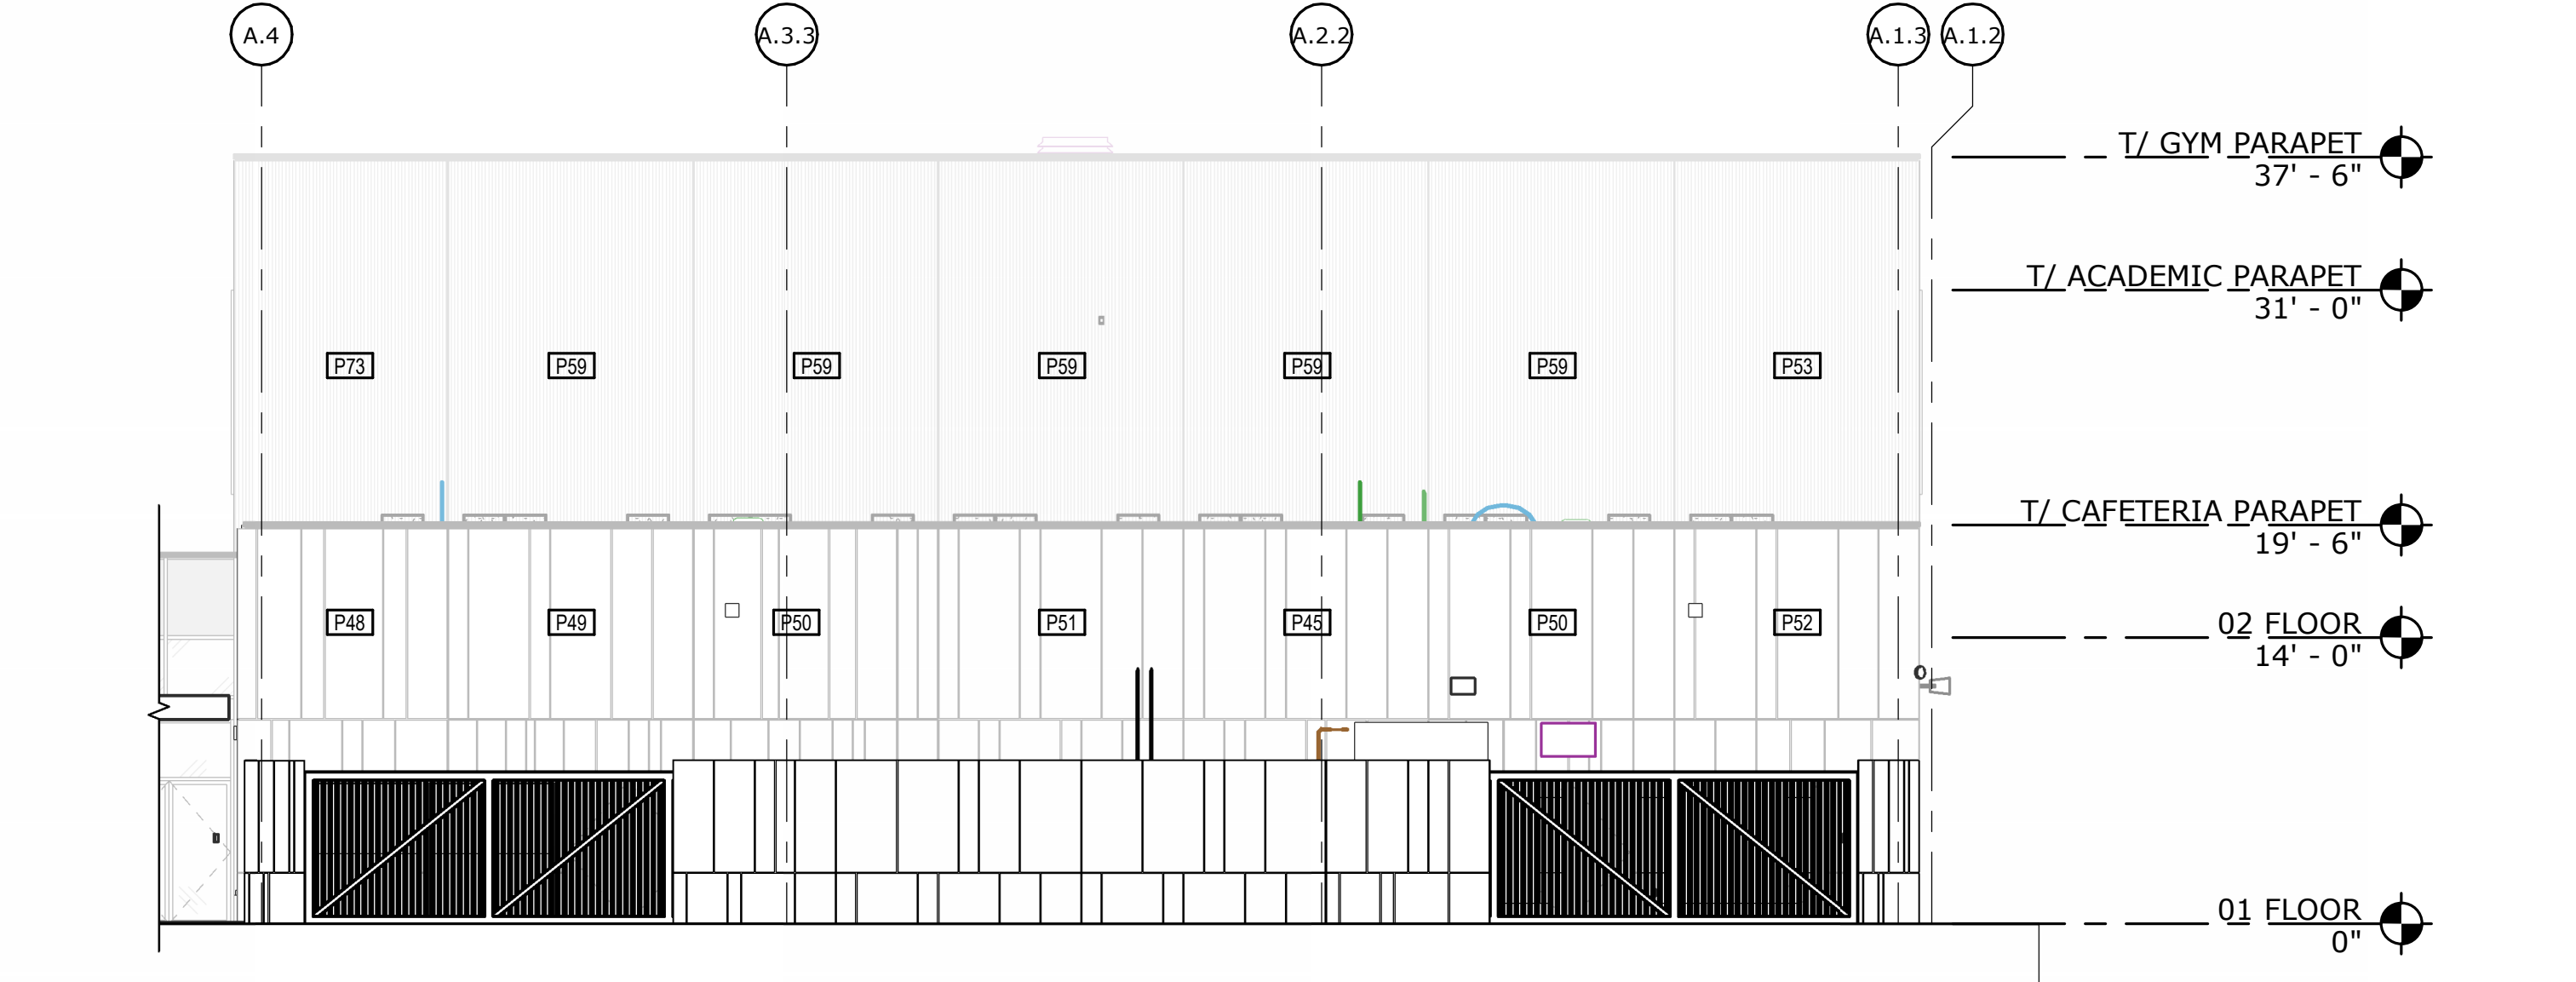 A.4 A.3.3 A.2.2 A.1.3 A.1.2
T/ GYM PARAPET
37' - 6"
T/ ACADEMIC PARAPET
31' - 0"
P73 P59 P59 P59 P59 P59 P53
T/ CAFETERIA PARAPET
19' - 6"
P48 P49 P50 P51 P45 P50 P52
02 FLOOR
14' - 0"
01 FLOOR
0"